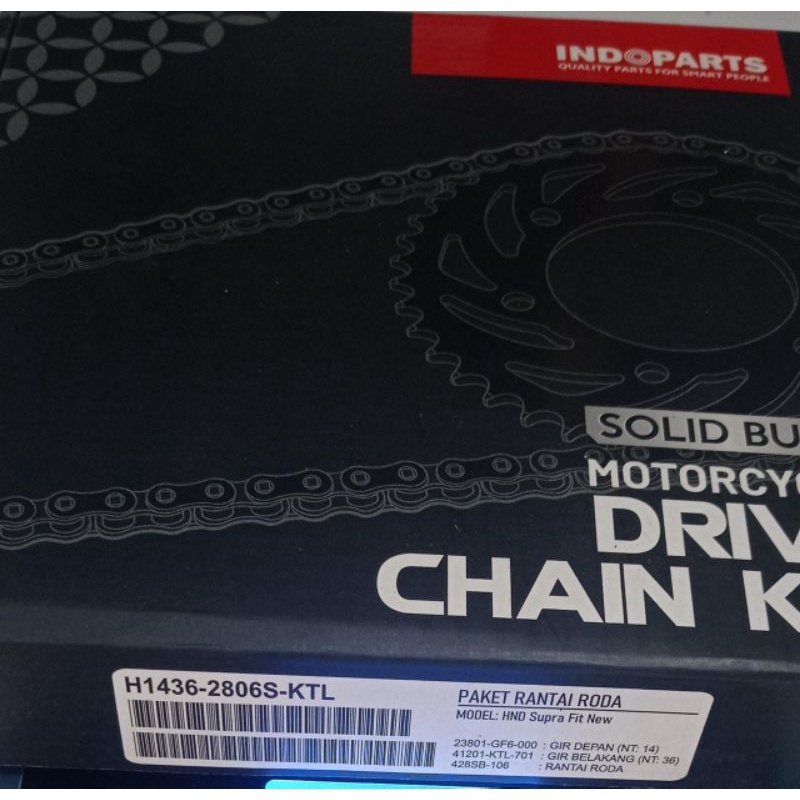 INDOPARTS
QUALITY PARTS FOR SMART PEOPLE
SOLID BU
MOTORCYC
DRIV
CHAIN K
H1436-2806S-KTL
PAKET RANTAI RODA
MODEL: HND Supra Fit New
23801-GF6-000 : GIR DEPAN (NT: 14)
41201-KTL-701 : GIR BELAKANG (NT: 36)
428SB-106 : RANTAI RODA